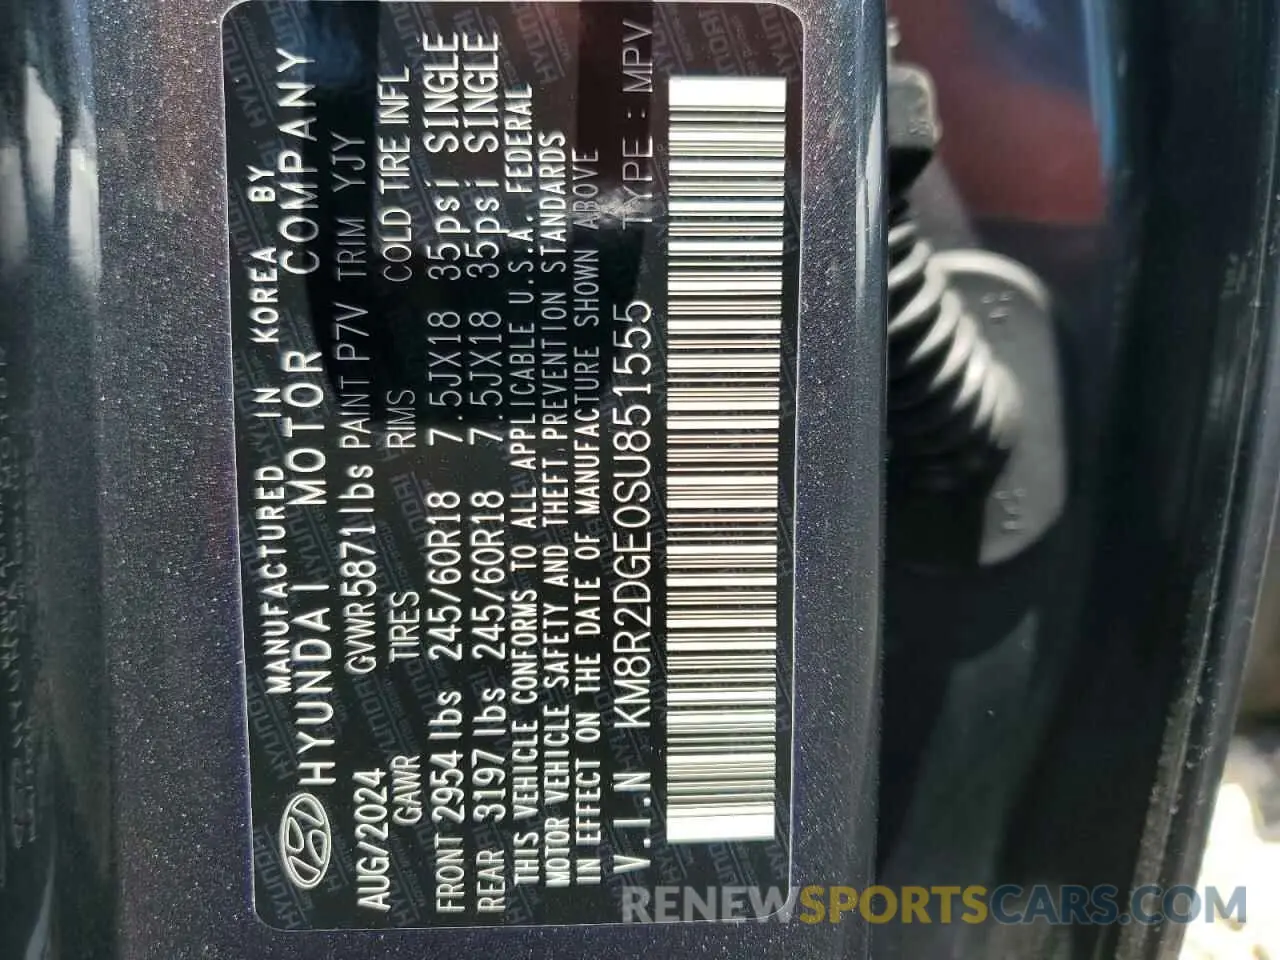 MANUFACTURED IN KOREA BY
HYUNDAI MOTOR COMPANY
AUG/2024 GVWR5871lbs PAINT P7V TRIM YJY
GAWR TIRES RIMS COLD TIRE INFL
FRONT 2954 lbs 245/60R18 7.5JX18 35psi SINGLE
REAR 3197 lbs 245/60R18 7.5JX18 35psi SINGLE
THIS VEHICLE CONFORMS TO ALL APPLICABLE U.S.A. FEDERAL
MOTOR VEHICLE SAFETY AND THEFT PREVENTION STANDARDS
IN EFFECT ON THE DATE OF MANUFACTURE SHOWN ABOVE
V.I.N KM8R2DGE0SU851555 TYPE : MPV
RENEWSPORTSCARS.COM